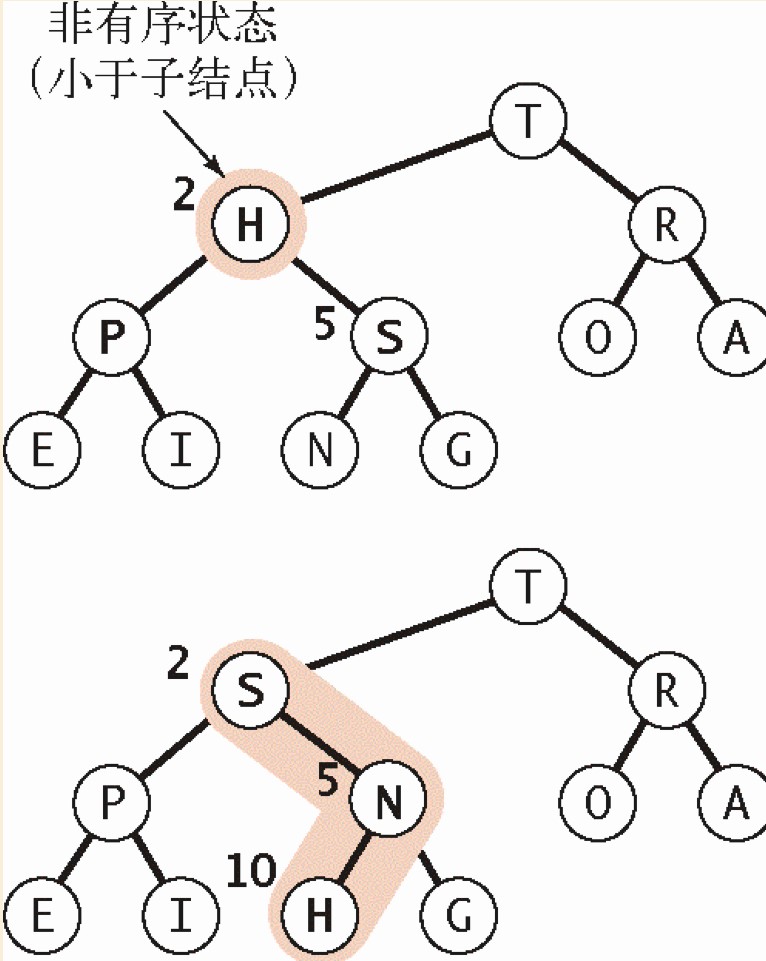 非有序状态
（小于子结点）
T
2 H R
P 5 S O A
E I N G
T
2 S R
P 5 N O A
E I 10 H G